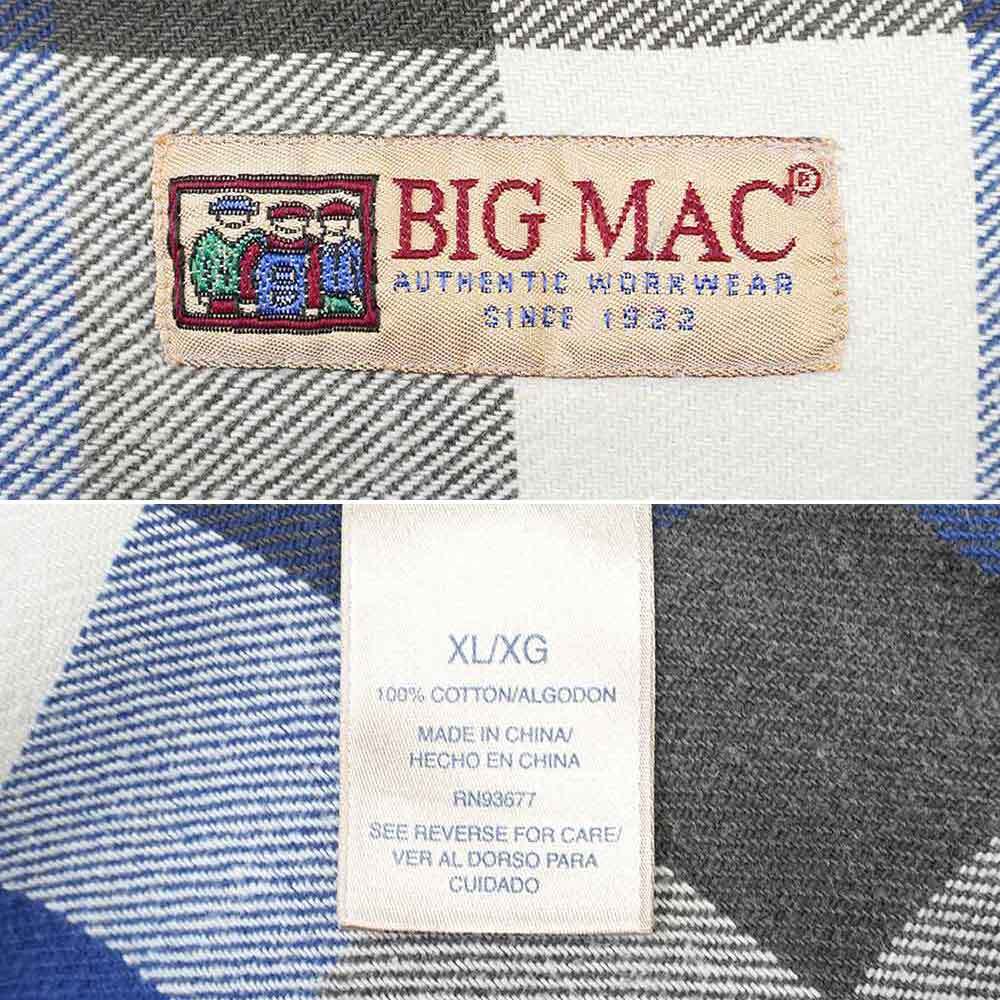 BIG MAC®
AUTHENTIC WORKWEAR
SINCE 1922
XL/XG
100% COTTON/ALGODON
MADE IN CHINA/
HECHO EN CHINA
RN93677
SEE REVERSE FOR CARE/
VER AL DORSO PARA
CUIDADO